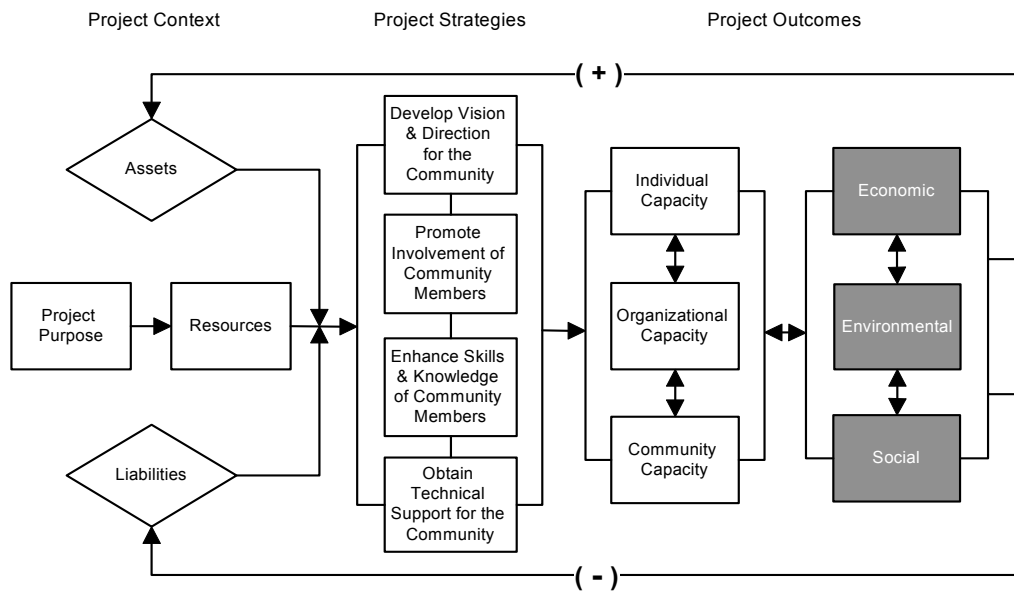 Project Context
Project Strategies
Project Outcomes
( + )
Assets
Project
Purpose
Resources
Liabilities
Develop Vision
& Direction
for the
Community
Promote
Involvement of
Community
Members
Enhance Skills
& Knowledge
of Community
Members
Obtain
Technical
Support for the
Community
Individual
Capacity
Organizational
Capacity
Community
Capacity
Economic
Environmental
Social
( - )